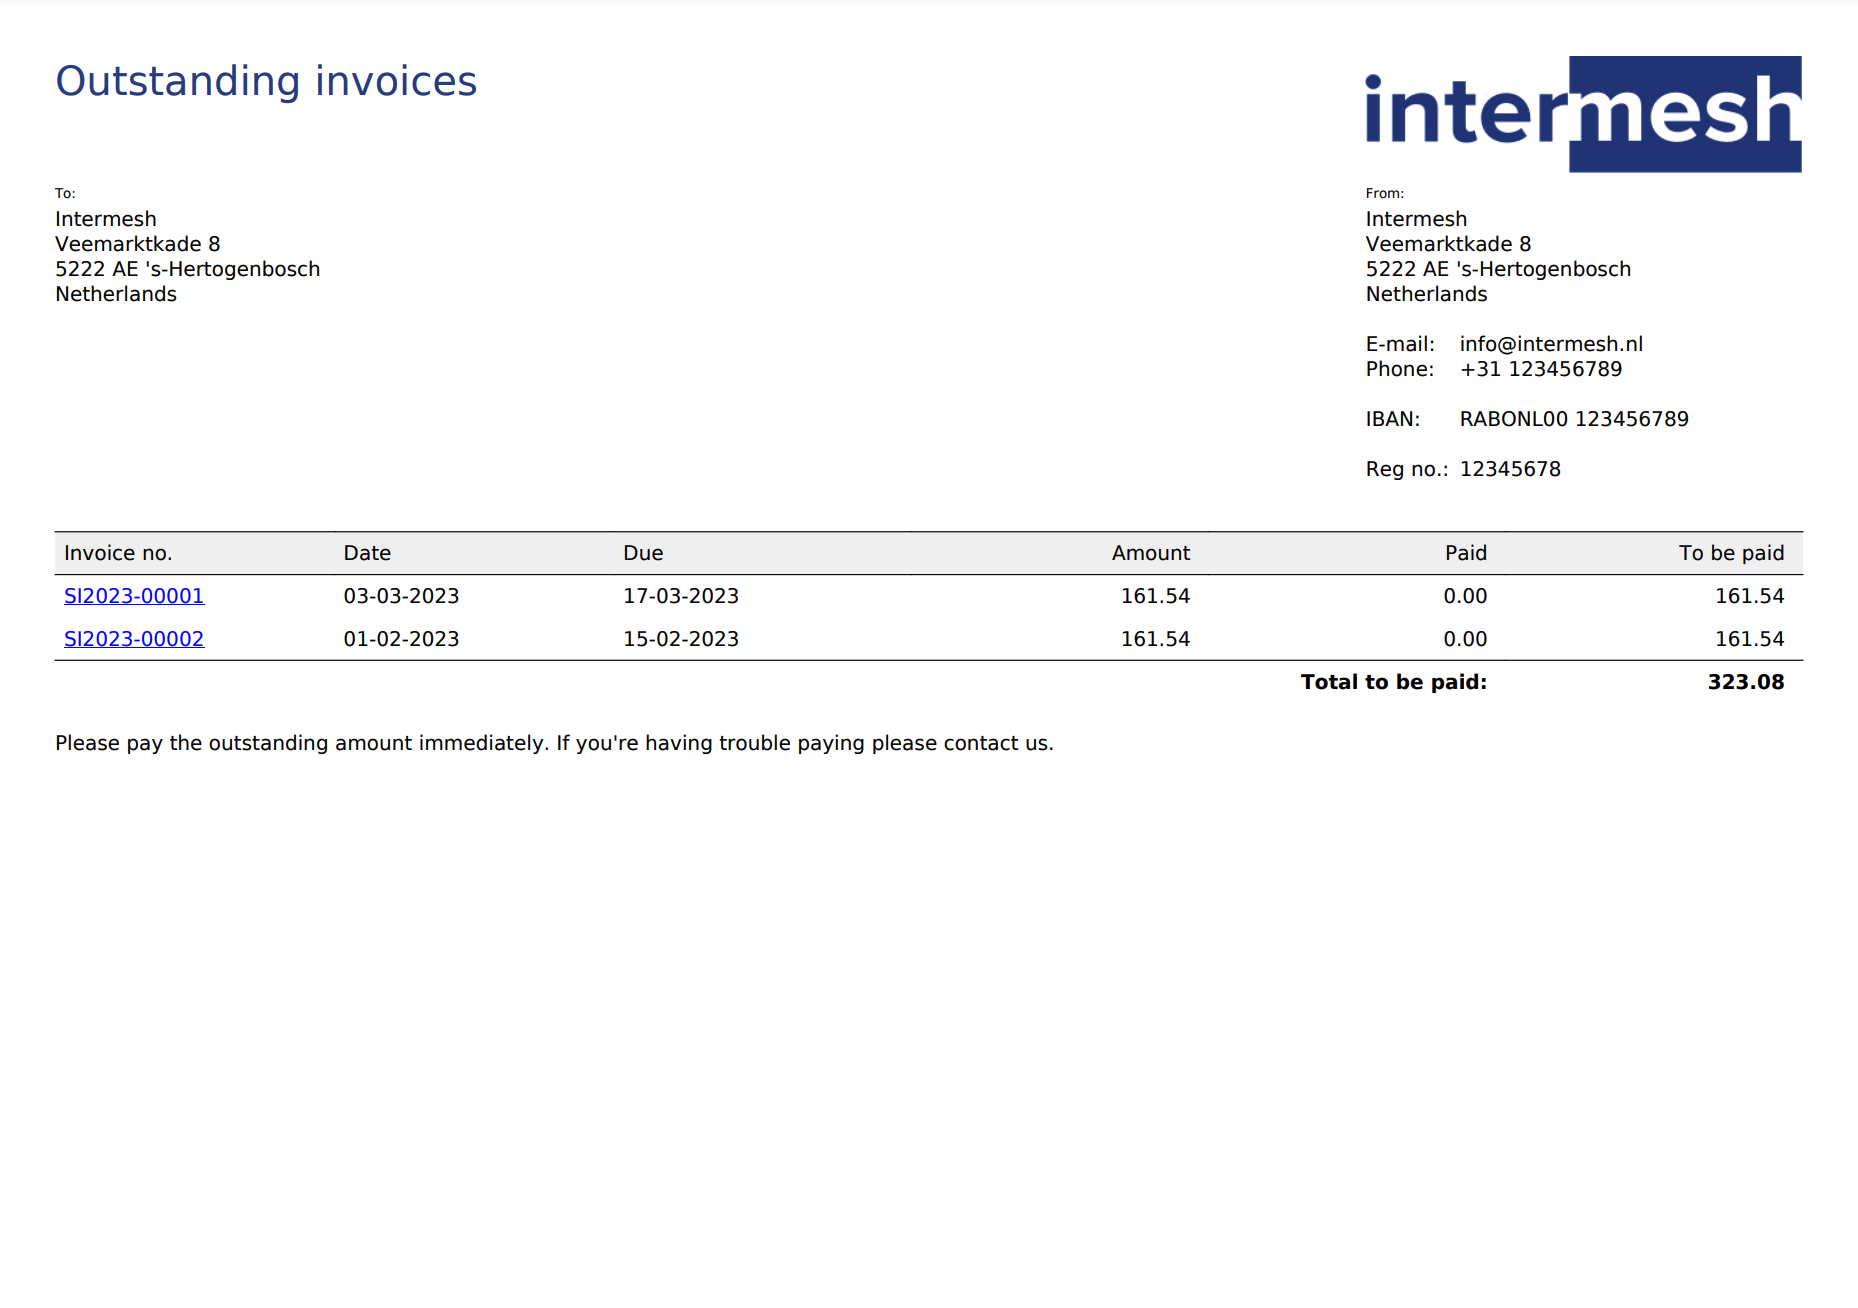 Outstanding invoices
intermesh
To:
Intermesh
Veemarktkade 8
5222 AE 's-Hertogenbosch
Netherlands
From:
Intermesh
Veemarktkade 8
5222 AE 's-Hertogenbosch
Netherlands
E-mail: info@intermesh.nl
Phone: +31 123456789
IBAN: RABONL00 123456789
Reg no.: 12345678
Invoice no. Date Due Amount Paid To be paid
SI2023-00001 03-03-2023 17-03-2023 161.54 0.00 161.54
SI2023-00002 01-02-2023 15-02-2023 161.54 0.00 161.54
Total to be paid: 323.08
Please pay the outstanding amount immediately. If you're having trouble paying please contact us.